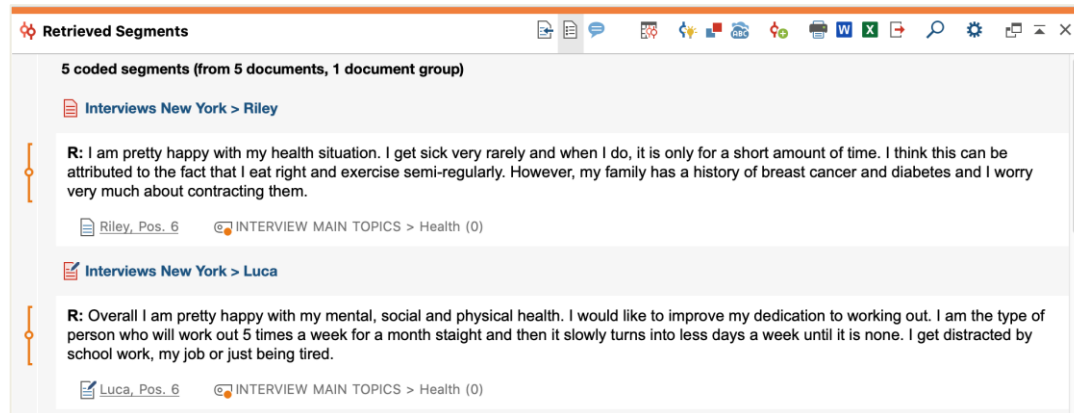 Retrieved Segments
ABC
W
X
5 coded segments (from 5 documents, 1 document group)
Interviews New York > Riley
R: I am pretty happy with my health situation. I get sick very rarely and when I do, it is only for a short amount of time. I think this can be
attributed to the fact that I eat right and exercise semi-regularly. However, my family has a history of breast cancer and diabetes and I worry
very much about contracting them.
Riley, Pos. 6 INTERVIEW MAIN TOPICS > Health (0)
Interviews New York > Luca
R: Overall I am pretty happy with my mental, social and physical health. I would like to improve my dedication to working out. I am the type of
person who will work out 5 times a week for a month staight and then it slowly turns into less days a week until it is none. I get distracted by
school work, my job or just being tired.
Luca, Pos. 6 INTERVIEW MAIN TOPICS > Health (0)